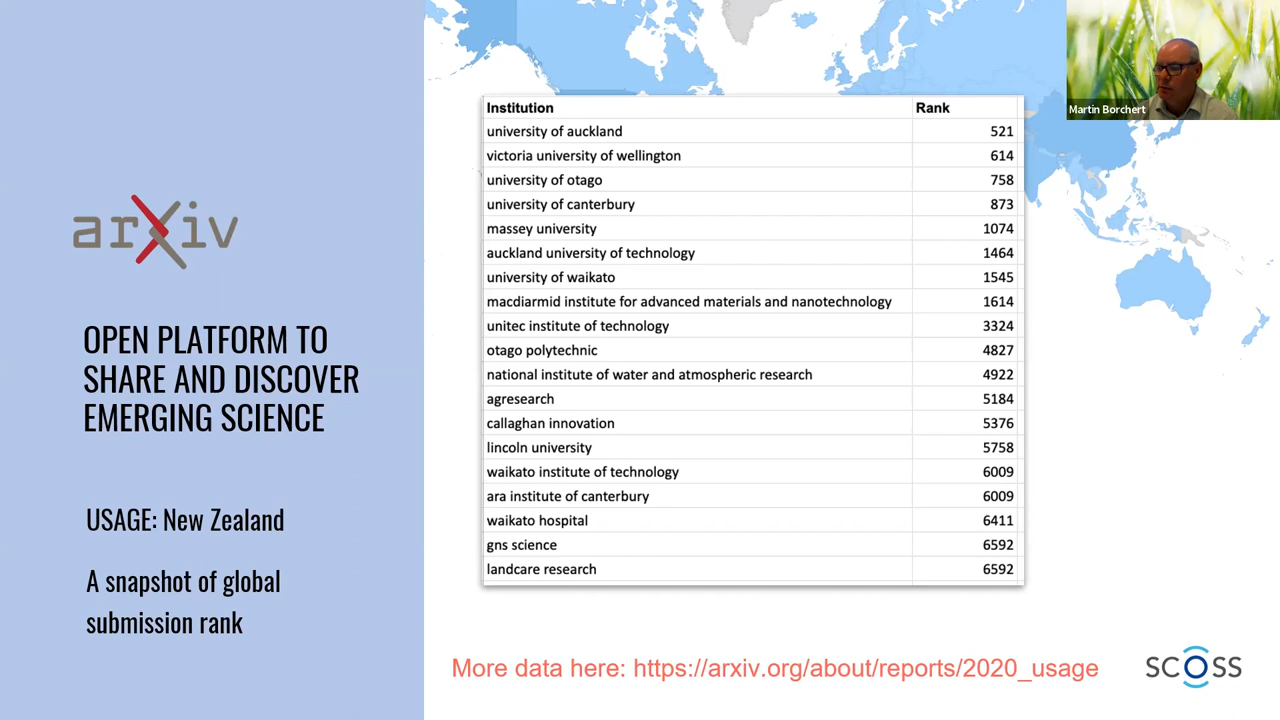 arXiv
OPEN PLATFORM TO
SHARE AND DISCOVER
EMERGING SCIENCE
USAGE: New Zealand
A snapshot of global
submission rank
Institution Rank
university of auckland 521
victoria university of wellington 614
university of otago 758
university of canterbury 873
massey university 1074
auckland university of technology 1464
university of waikato 1545
macdiarmid institute for advanced materials and nanotechnology 1614
unitec institute of technology 3324
otago polytechnic 4827
national institute of water and atmospheric research 4922
agresearch 5184
callaghan innovation 5376
lincoln university 5758
waikato institute of technology 6009
ara institute of canterbury 6009
waikato hospital 6411
gns science 6592
landcare research 6592
Martin Borchert
More data here: https://arxiv.org/about/reports/2020_usage
SCOSS